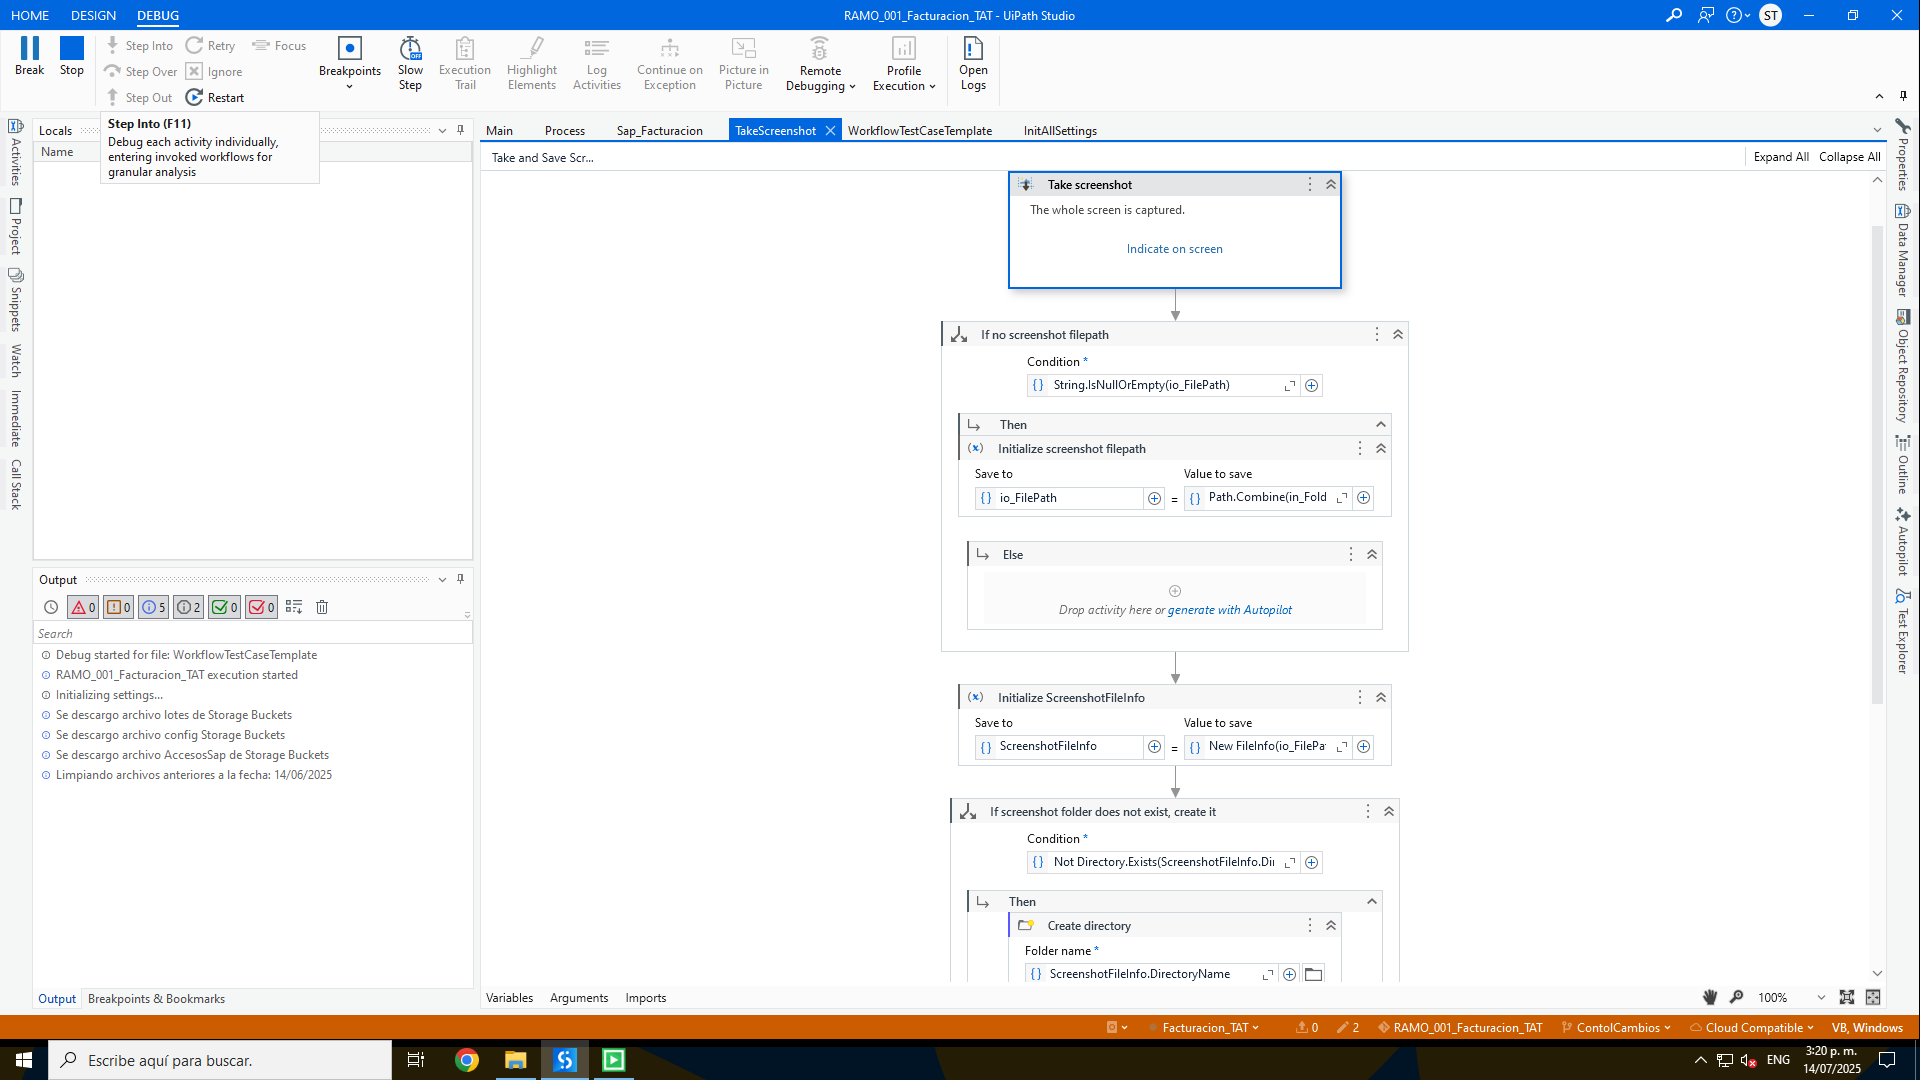 HOME DESIGN DEBUG
RAMO_001_Facturacion_TAT - UiPath Studio
ST
Break
Stop
Step Into
Step Over
Step Out
Retry
Ignore
Restart
Focus
Breakpoints
Slow Step
Execution Trail
Highlight Elements
Log Activities
Continue on Exception
Picture in Picture
Remote Debugging
Profile Execution
Open Logs
Step Into (F11)
Debug each activity individually,
entering invoked workflows for
granular analysis
Locals
Name
Activities
Project
Snippets
Watch
Immediate
Call Stack
Main Process Sap_Facturacion TakeScreenshot WorkflowTestCaseTemplate InitAllSettings
Take and Save Scr...
Expand All Collapse All
Take screenshot
The whole screen is captured.
Indicate on screen
If no screenshot filepath
Condition *
String.IsNullOrEmpty(io_FilePath)
Then
Initialize screenshot filepath
Save to Value to save
io_FilePath = Path.Combine(in_Fold
Else
Drop activity here or generate with Autopilot
Initialize ScreenshotFileInfo
Save to Value to save
ScreenshotFileInfo = New FileInfo(io_FilePa
If screenshot folder does not exist, create it
Condition *
Not Directory.Exists(ScreenshotFileInfo.Di
Then
Create directory
Folder name *
ScreenshotFileInfo.DirectoryName
Properties
Data Manager
Object Repository
Outline
Autopilot
Test Explorer
Output
0 0 5 2 0 0
Search
Debug started for file: WorkflowTestCaseTemplate
RAMO_001_Facturacion_TAT execution started
Initializing settings...
Se descargo archivo lotes de Storage Buckets
Se descargo archivo config Storage Buckets
Se descargo archivo AccesosSap de Storage Buckets
Limpiando archivos anteriores a la fecha: 14/06/2025
Output Breakpoints & Bookmarks
Variables Arguments Imports
100%
Facturacion_TAT 0 2 RAMO_001_Facturacion_TAT ContolCambios Cloud Compatible VB, Windows
Escribe aquí para buscar.
ENG
3:20 p. m.
14/07/2025